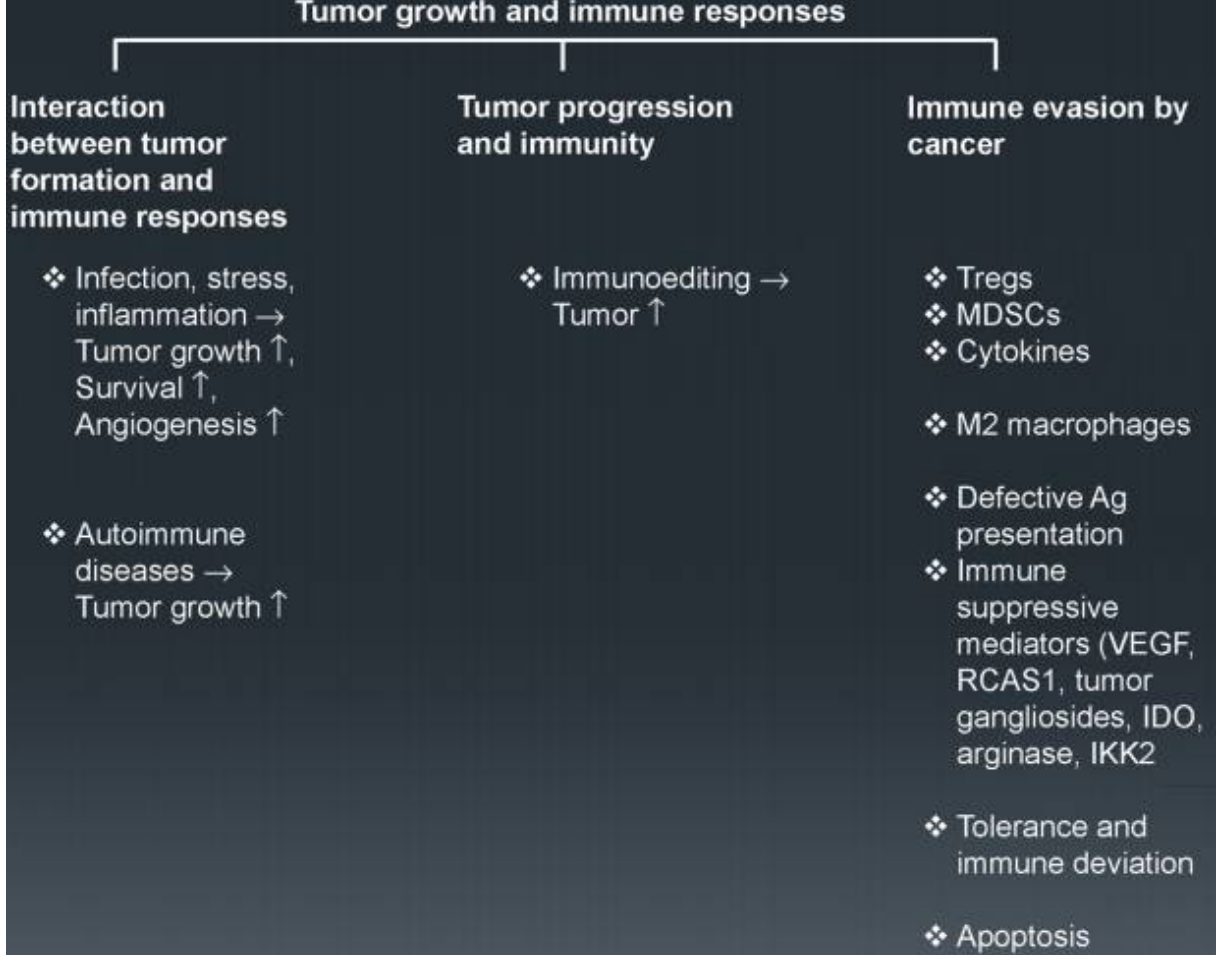 Tumor growth and immune responses
Interaction
between tumor
formation and
immune responses
❖ Infection, stress,
inflammation →
Tumor growth ↑,
Survival ↑,
Angiogenesis ↑
❖ Autoimmune
diseases →
Tumor growth ↑
Tumor progression
and immunity
❖ Immunoediting →
Tumor ↑
Immune evasion by
cancer
❖ Tregs
❖ MDSCs
❖ Cytokines
❖ M2 macrophages
❖ Defective Ag
presentation
❖ Immune
suppressive
mediators (VEGF,
RCAS1, tumor
gangliosides, IDO,
arginase, IKK2
❖ Tolerance and
immune deviation
❖ Apoptosis